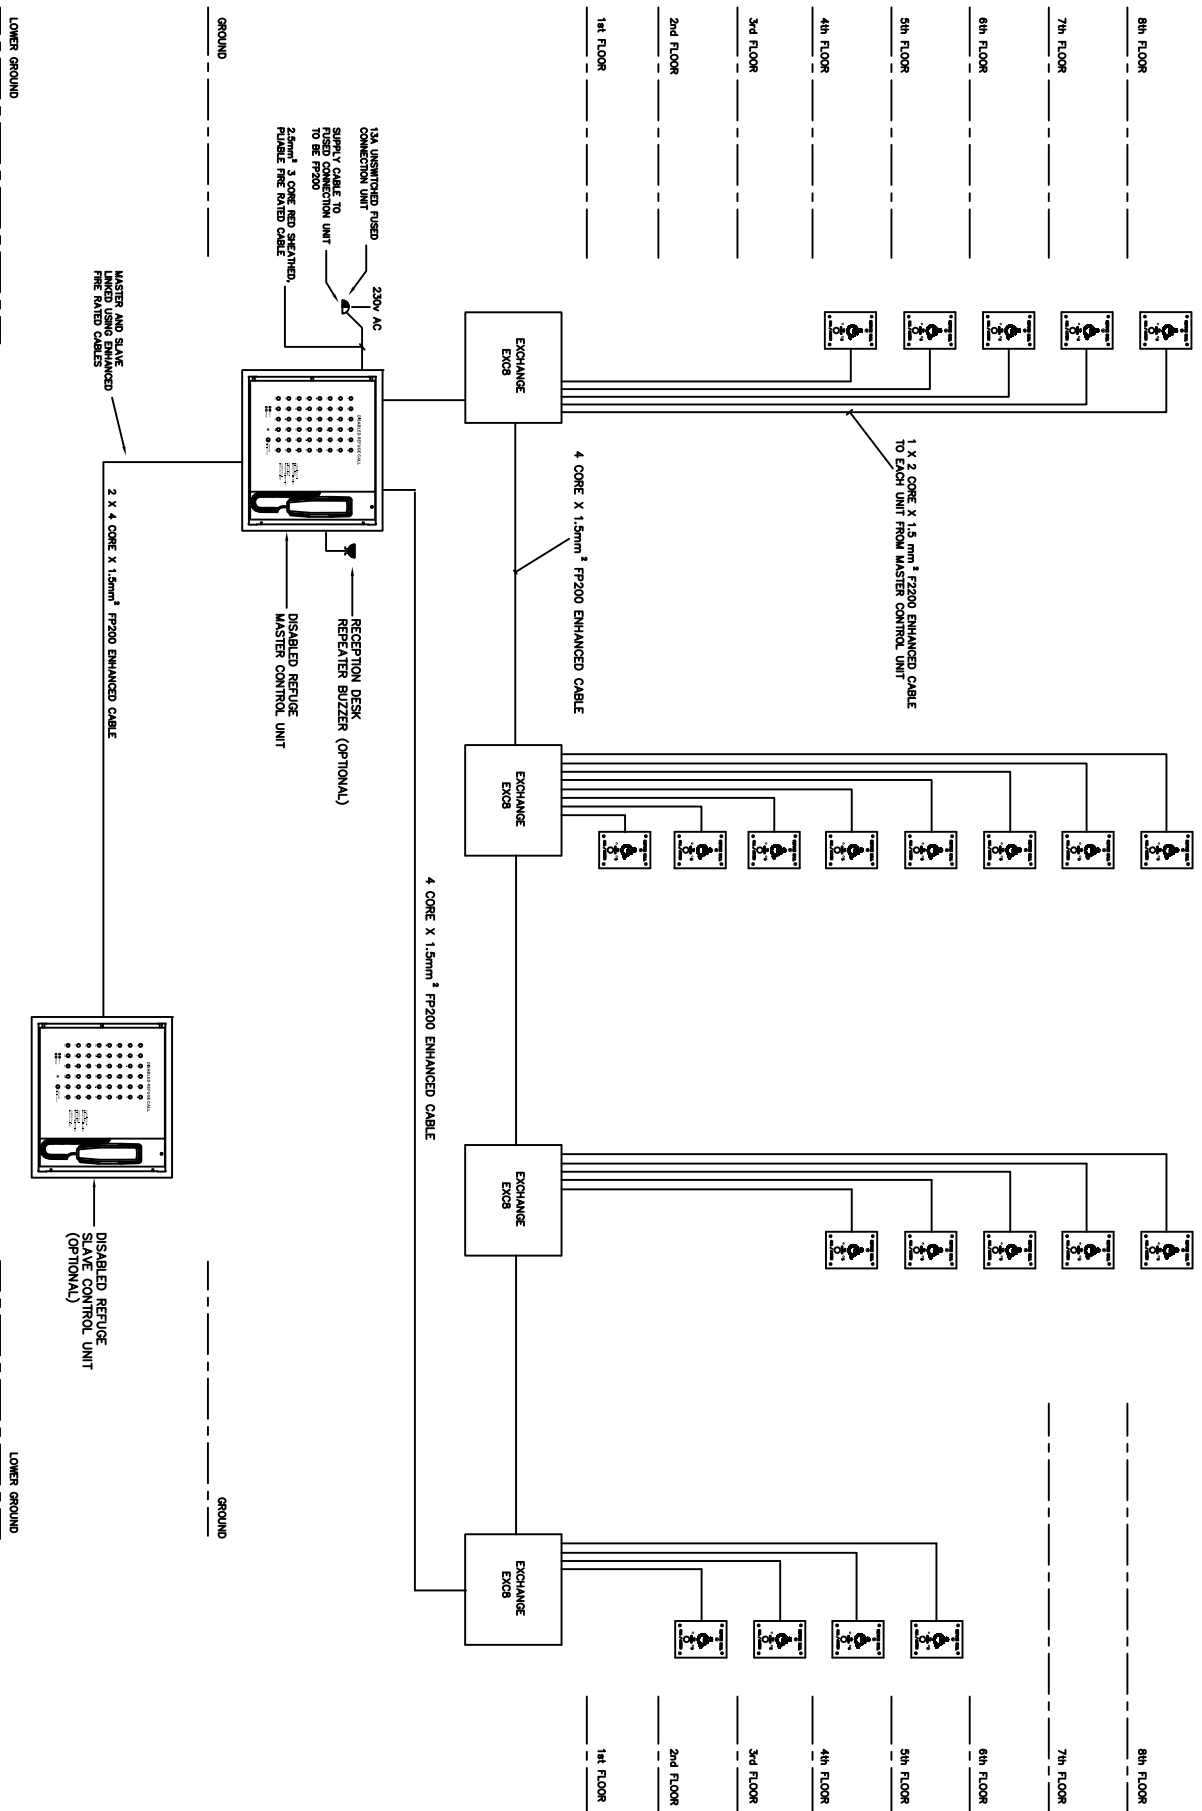 8th FLOOR
7th FLOOR
6th FLOOR
5th FLOOR
4th FLOOR
3rd FLOOR
2nd FLOOR
1st FLOOR
GROUND
LOWER GROUND
1 X 2 CORE X 1.5 mm² F2200 ENHANCED CABLE
TO EACH UNIT FROM MASTER CONTROL UNIT
4 CORE X 1.5mm² FP200 ENHANCED CABLE
EXCHANGE
EXC8
EXCHANGE
EXC8
EXCHANGE
EXC8
EXCHANGE
EXC8
4 CORE X 1.5mm² FP200 ENHANCED CABLE
13A UNSWITCHED FUSED
CONNECTION UNIT
SUPPLY CABLE TO
FUSED CONNECTION UNIT
TO BE FP200
2.5mm² 3 CORE RED SHEATHED,
PLIABLE FIRE RATED CABLE
230v AC
DISABLED REFUGE CALL
RECEPTION DESK
REPEATER BUZZER (OPTIONAL)
DISABLED REFUGE
MASTER CONTROL UNIT
MASTER AND SLAVE
LINKED USING ENHANCED
FIRE RATED CABLES
2 X 4 CORE X 1.5mm² FP200 ENHANCED CABLE
DISABLED REFUGE CALL
DISABLED REFUGE
SLAVE CONTROL UNIT
(OPTIONAL)
8th FLOOR
7th FLOOR
6th FLOOR
5th FLOOR
4th FLOOR
3rd FLOOR
2nd FLOOR
1st FLOOR
GROUND
LOWER GROUND